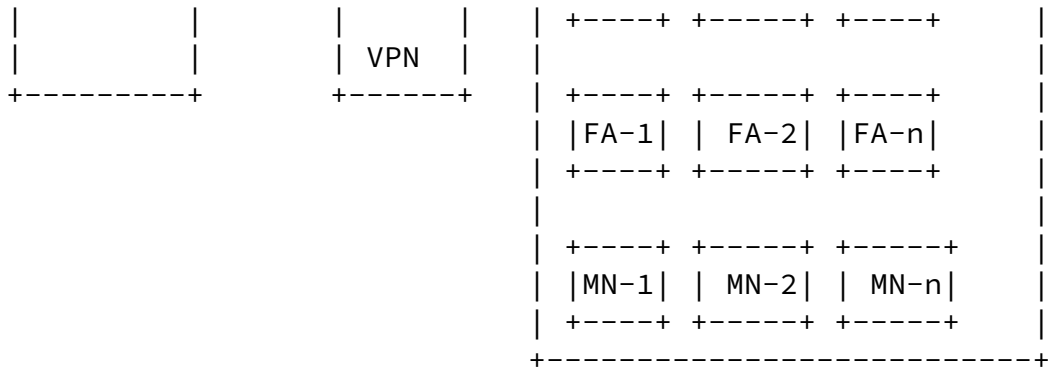 |         |       |      |   | +----+ +-----+ +----+       |
|         |       | VPN  |   |                             |
+---------+       +------+   | +----+ +-----+ +----+       |
                             | |FA-1| | FA-2| |FA-n|       |
                             | +----+ +-----+ +----+       |
                             |                             |
                             | +----+ +-----+ +-----+      |
                             | |MN-1| | MN-2| | MN-n|      |
                             | +----+ +-----+ +-----+      |
                             +--------------------------+